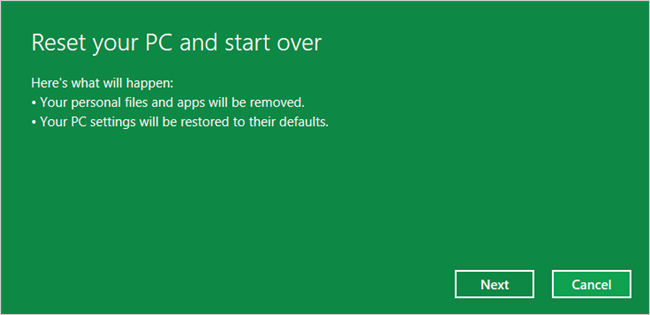 Reset your PC and start over
Here's what will happen:
• Your personal files and apps will be removed.
• Your PC settings will be restored to their defaults.
Next Cancel